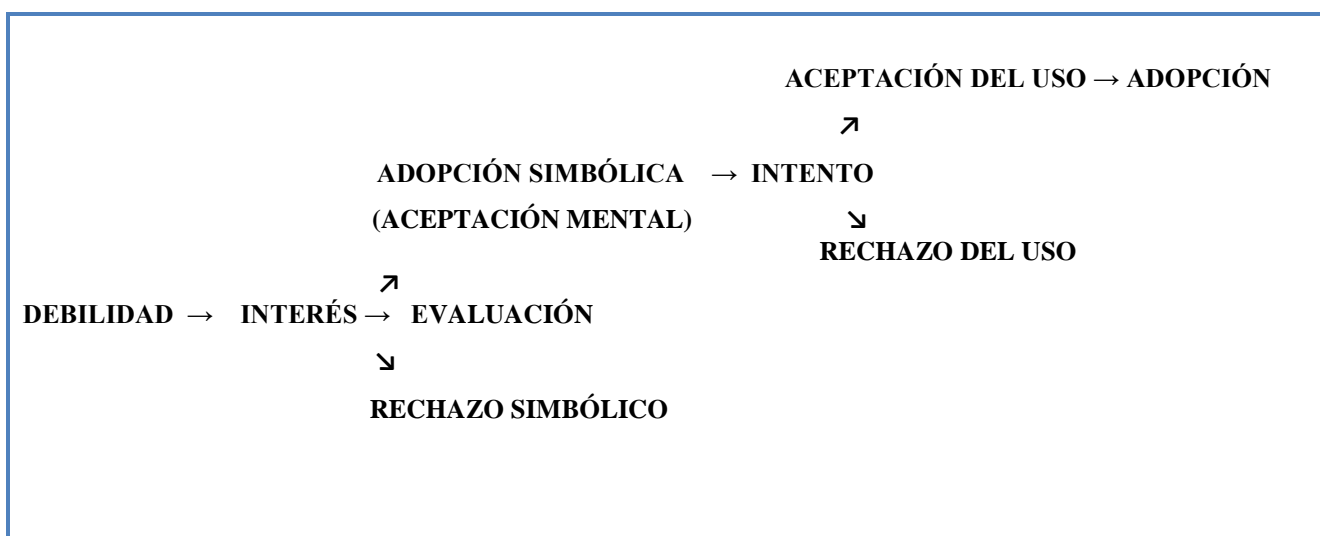 ACEPTACIÓN DEL USO → ADOPCIÓN
↗
ADOPCIÓN SIMBÓLICA → INTENTO
(ACEPTACIÓN MENTAL) ↘
RECHAZO DEL USO
↗
DEBILIDAD → INTERÉS → EVALUACIÓN
↘
RECHAZO SIMBÓLICO